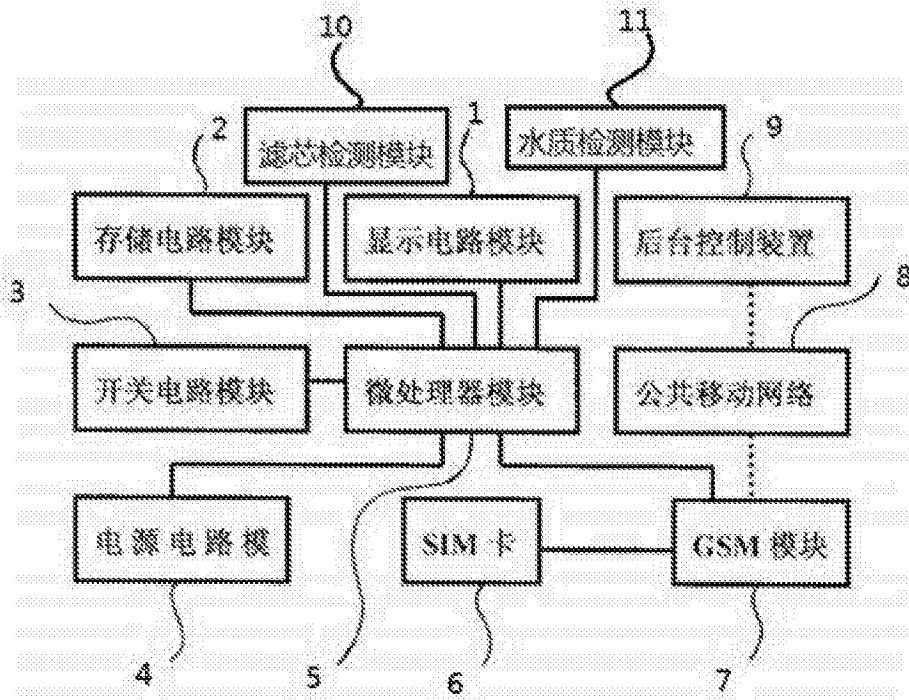 10
11
2
1
9
滤芯检测模块
水质检测模块
存储电路模块
显示电路模块
后台控制装置
3
8
开关电路模块
微处理器模块
公共移动网络
电源电路模
SIM 卡
GSM 模块
4
5
6
7